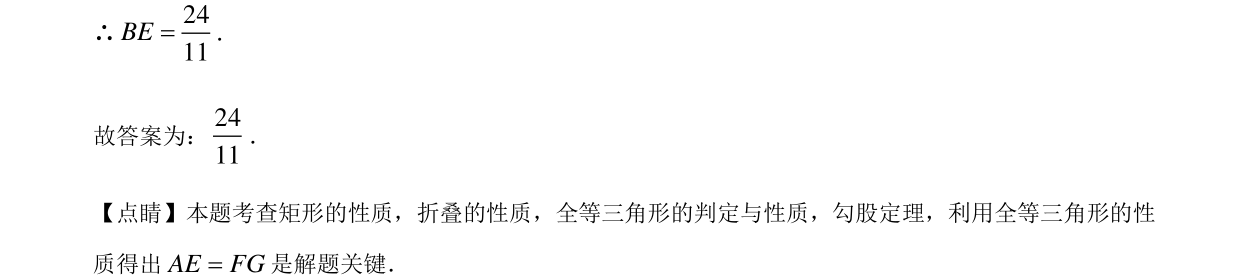 ∴ BE = 24/11 .
故答案为：24/11 .
【点睛】本题考查矩形的性质，折叠的性质，全等三角形的判定与性质，勾股定理，利用全等三角形的性
质得出 AE = FG 是解题关键.